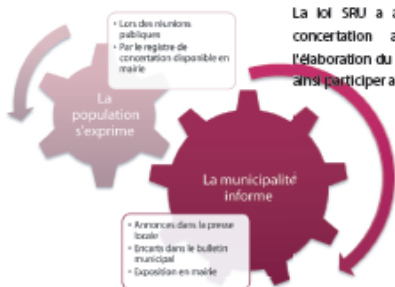 La loi SRU a a
concertation a
l'élaboration du
ainsi participer a
• Lors des réunions
publiques
• Par le registre de
concertation disponible en
mairie
La
population
s'exprime
La municipalité
informe
• Annonces dans la presse
locale
• Encarts dans le bulletin
municipal
• Exposition en mairie